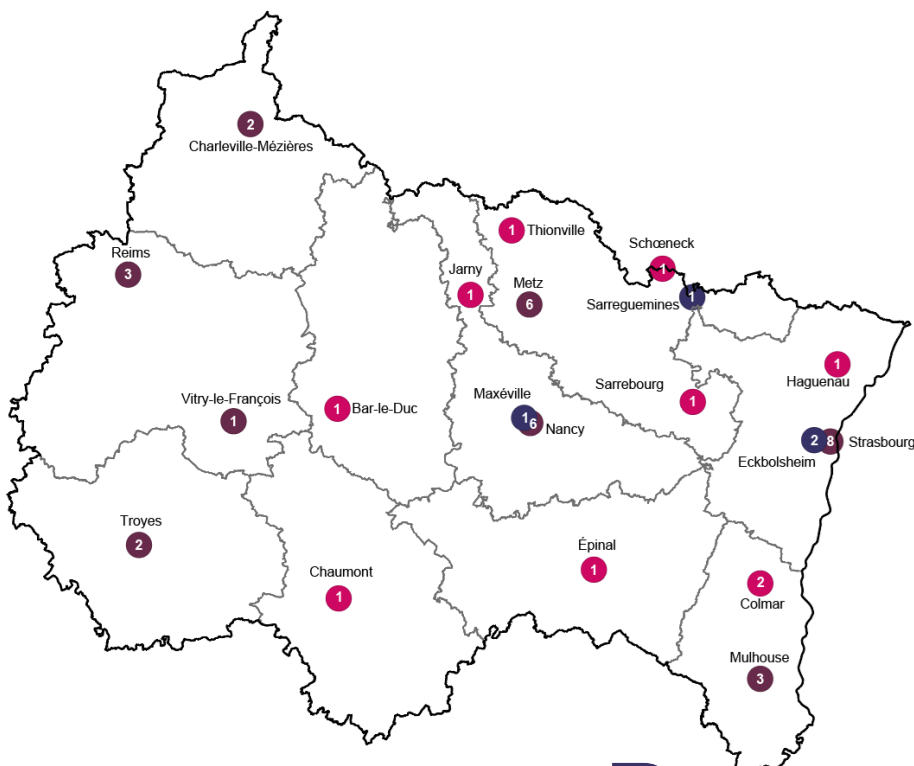 2
Charleville-Mézières
1
Thionville
Schœneck
1
Reims
3
Jarny
1
Metz
6
Sarreguemines
1
Haguenau
1
Vitry-le-François
1
1
Bar-le-Duc
Maxéville
1
6
Nancy
Sarrebourg
1
2
8
Strasbourg
Eckbolsheim
Troyes
2
Chaumont
1
Épinal
1
2
Colmar
Mulhouse
3